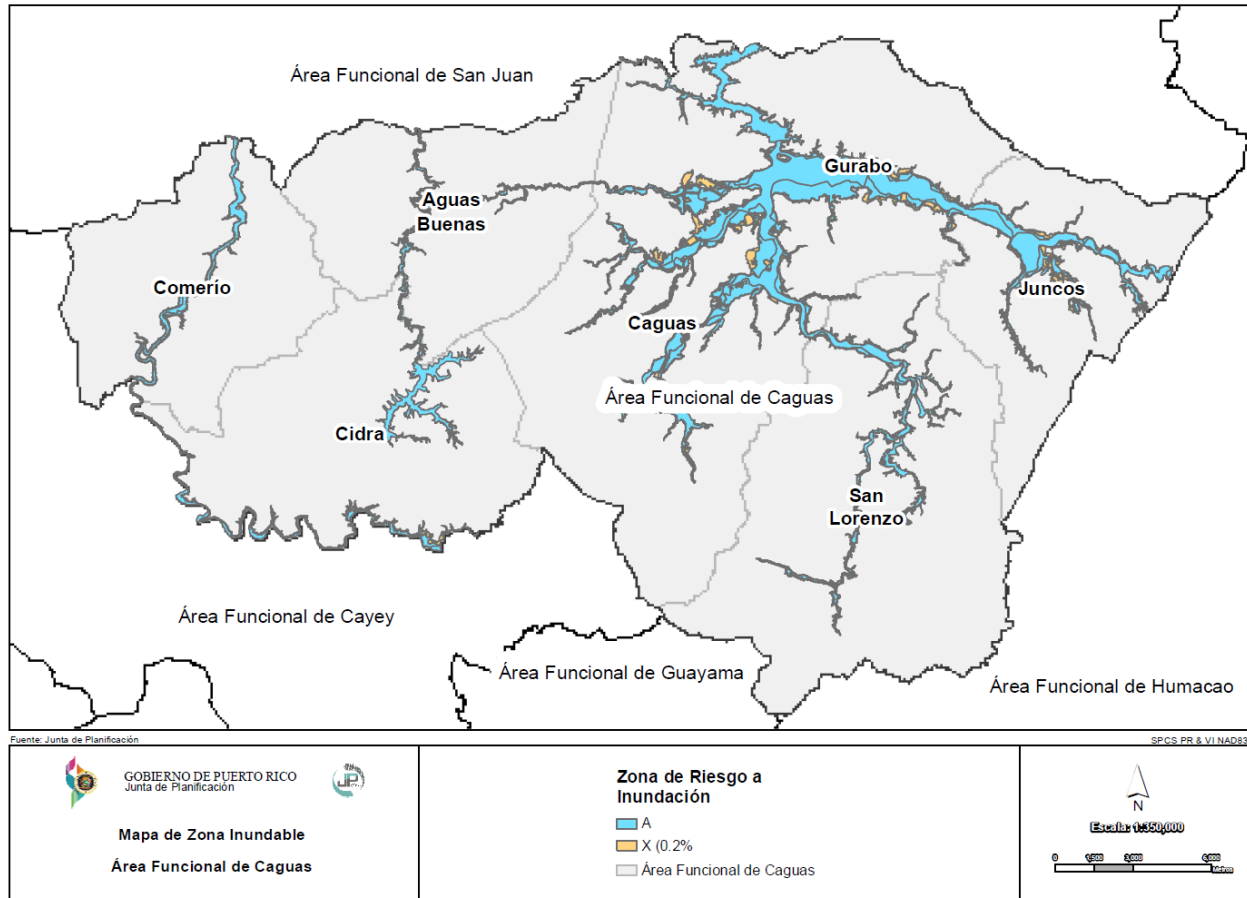 Área Funcional de San Juan
Gurabo
Aguas
Buenas
Comerío
Juncos
Caguas
Área Funcional de Caguas
Cidra
San
Lorenzo
Área Funcional de Cayey
Área Funcional de Guayama
Área Funcional de Humacao
Fuente: Junta de Planificación
SPCS PR & VI NAD83
GOBIERNO DE PUERTO RICO
Junta de Planificación
JP
Mapa de Zona Inundable
Área Funcional de Caguas
Zona de Riesgo a
Inundación
A
X (0.2%
Área Funcional de Caguas
N
Escala: 1:350,000
0 1,500 3,000 6,000
Metros